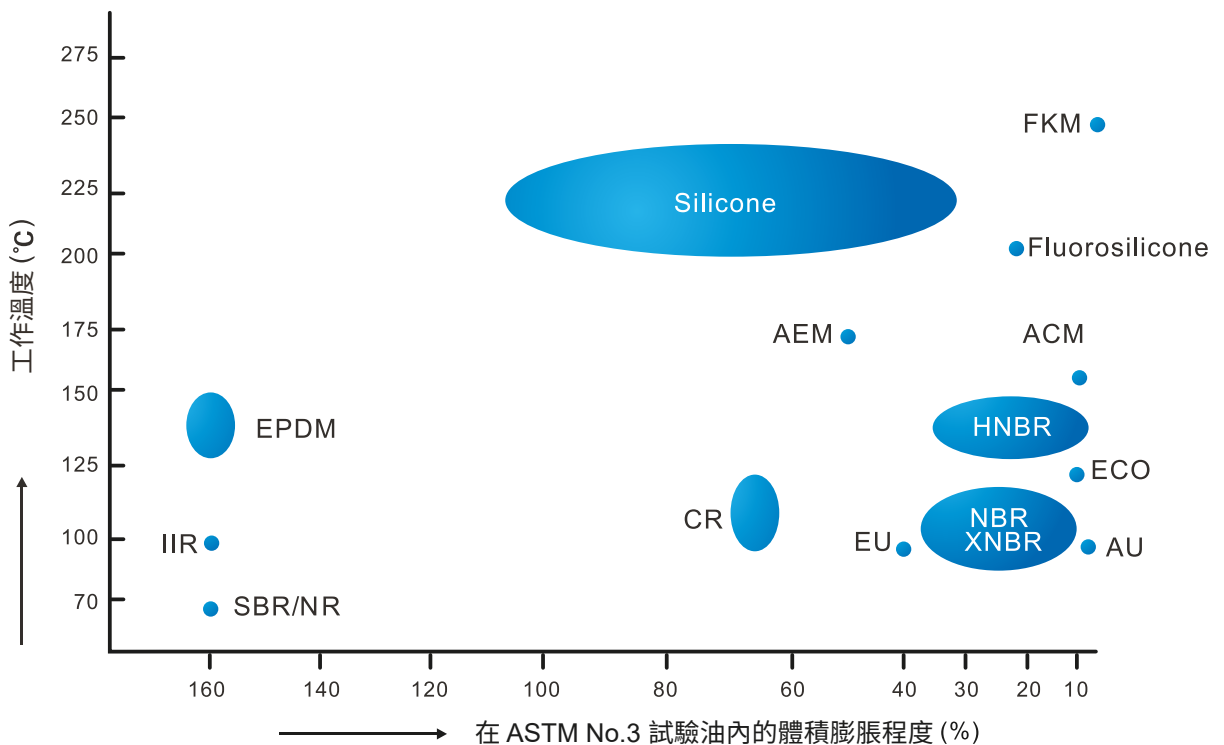 275
250
225
200
175
150
125
100
70
工作溫度 (℃)
FKM
Silicone
Fluorosilicone
AEM
ACM
EPDM
HNBR
ECO
CR
NBR
XNBR
IIR
EU
AU
SBR/NR
160
140
120
100
80
60
40
30
20
10
在 ASTM No.3 試驗油內的體積膨脹程度 (%)